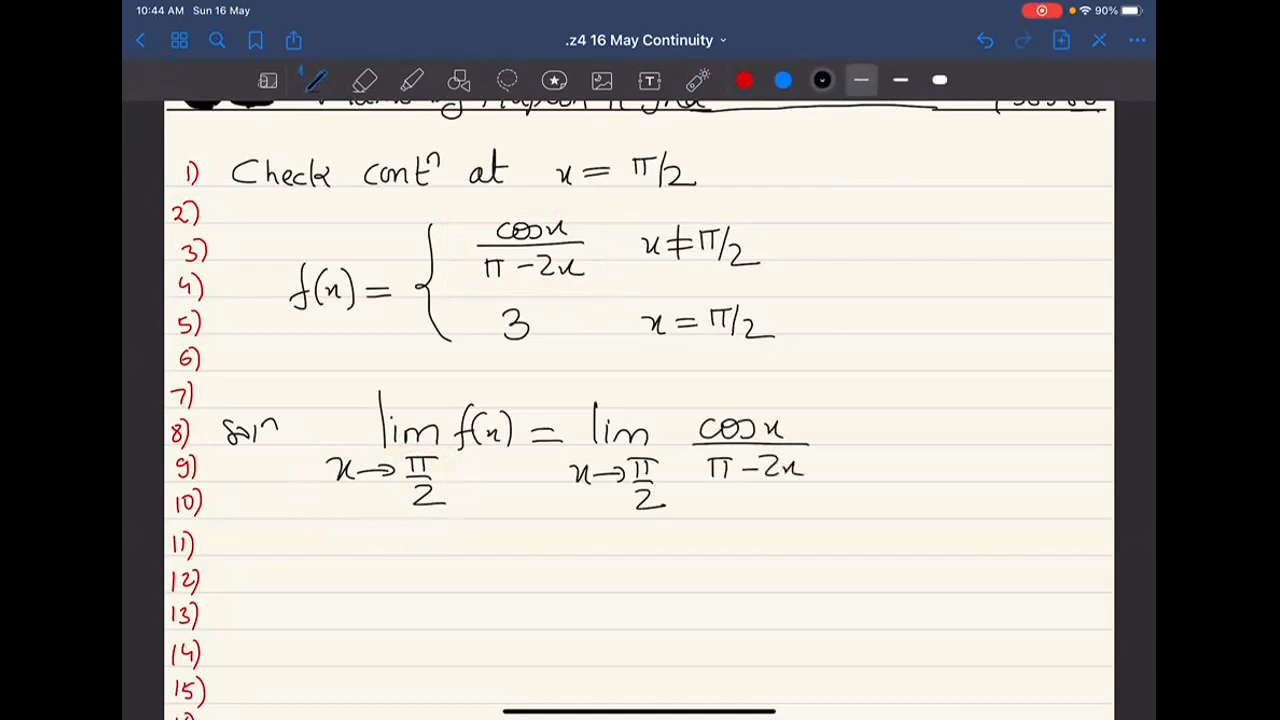 10:44 AM Sun 16 May 90%
.z4 16 May Continuity
1) Check contⁿ at x = π/2
2)
3) cosx/(π-2x) x≠π/2
4) f(x) = {
5) 3 x = π/2
6)
7)
8) Solⁿ lim f(x) = lim cosx/(π-2x)
9) x→π/2 x→π/2
10)
11)
12)
13)
14)
15)